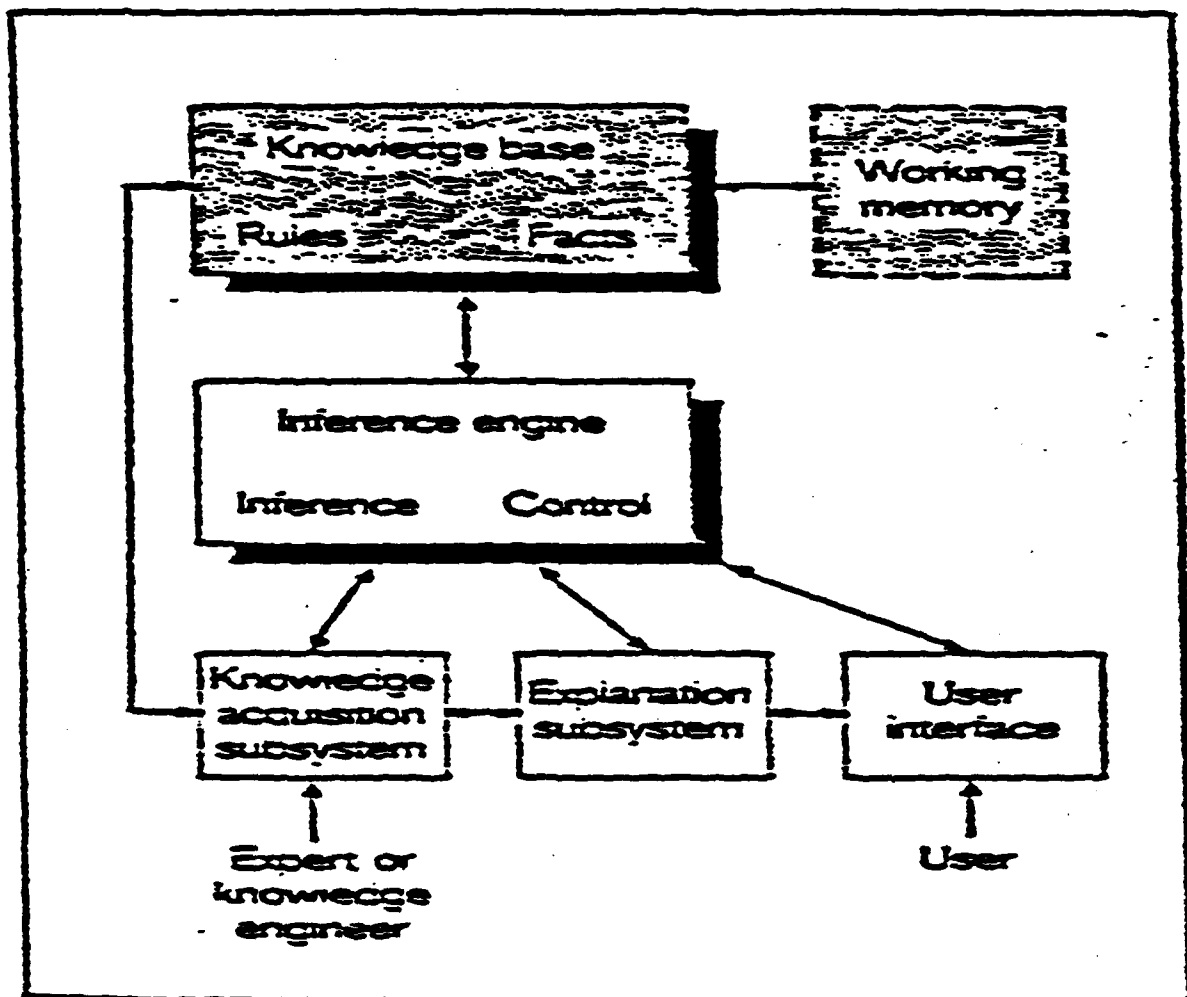 Knowledge base
Rules Facts
Working
memory
Inference engine
Inference Control
Knowledge
acquisition
subsystem
Explanation
subsystem
User
interface
Expert or
knowledge
engineer
User